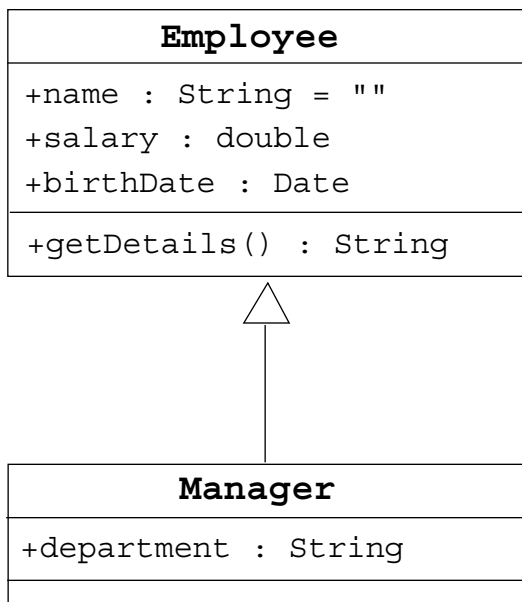 Employee
+name : String = ""
+salary : double
+birthDate : Date
+getDetails() : String
Manager
+department : String